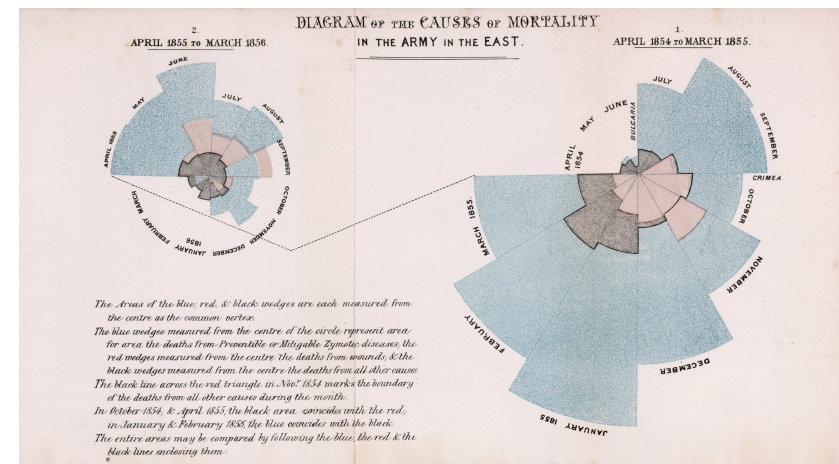 DIAGRAM OF THE CAUSES OF MORTALITY
IN THE ARMY IN THE EAST.
2.
APRIL 1855 TO MARCH 1856.
1.
APRIL 1854 TO MARCH 1855.
APRIL 1855
MAY
JUNE
JULY
AUGUST
SEPTEMBER
OCTOBER
NOVEMBER
DECEMBER
JANUARY 1856
FEBRUARY
MARCH
APRIL 1854
MAY
JUNE
BULGARIA
JULY
AUGUST
SEPTEMBER
CRIMEA
OCTOBER
NOVEMBER
DECEMBER
JANUARY 1855
FEBRUARY
MARCH 1855
The Areas of the blue, red, & black wedges are each measured from
the centre as the common vertex.
The blue wedges measured from the centre of the circle represent area
for area the deaths from Preventible or Mitigable Zymotic diseases, the
red wedges measured from the centre the deaths from wounds, & the
black wedges measured from the centre the deaths from all other causes.
The black line across the red triangle in Novr. 1854 marks the boundary
of the deaths from all other causes during the month.
In October 1854, & April 1855, the black area coincides with the red,
in January & February 1856, the blue coincides with the black.
The entire areas may be compared by following the blue, the red & the
black lines enclosing them.